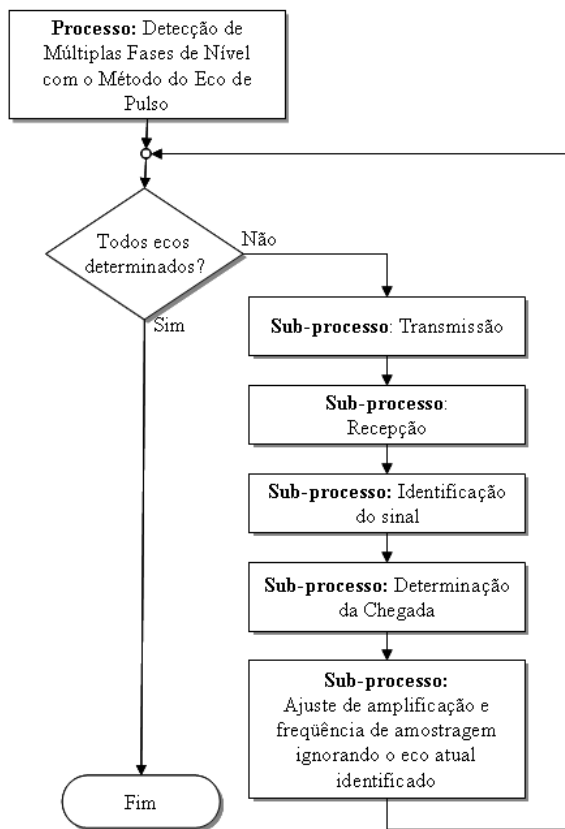 Processo: Detecção de
Múltiplas Fases de Nível
com o Método do Eco de
Pulso
Todos ecos
determinados?
Não
Sim
Sub-processo: Transmissão
Sub-processo:
Recepção
Sub-processo: Identificação
do sinal
Sub-processo: Determinação
da Chegada
Sub-processo:
Ajuste de amplificação e
freqüência de amostragem
ignorando o eco atual
identificado
Fim